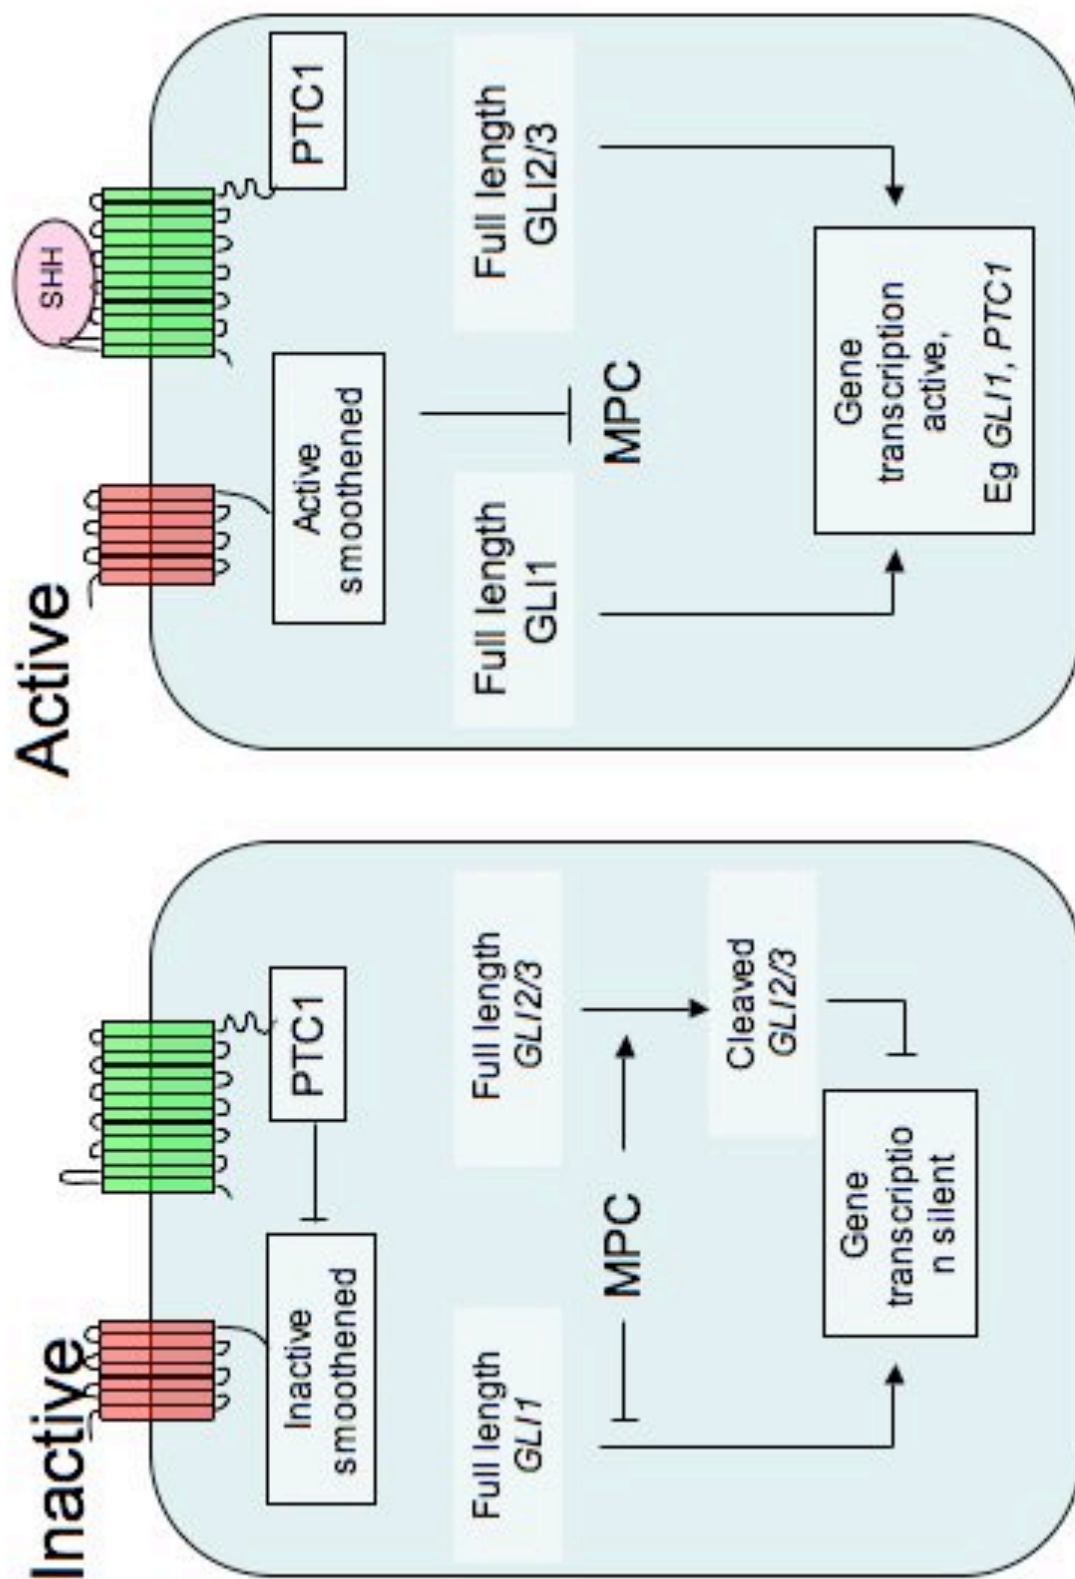 Inactive
PTC1
Inactive
smoothened
Full length
GLI1
Full length
GLI2/3
MPC
Cleaved
GLI2/3
Gene
transcriptio
n silent
Active
SHH
PTC1
Active
smoothened
Full length
GLI1
Full length
GLI2/3
MPC
Gene
transcription
active,
Eg GLI1, PTC1